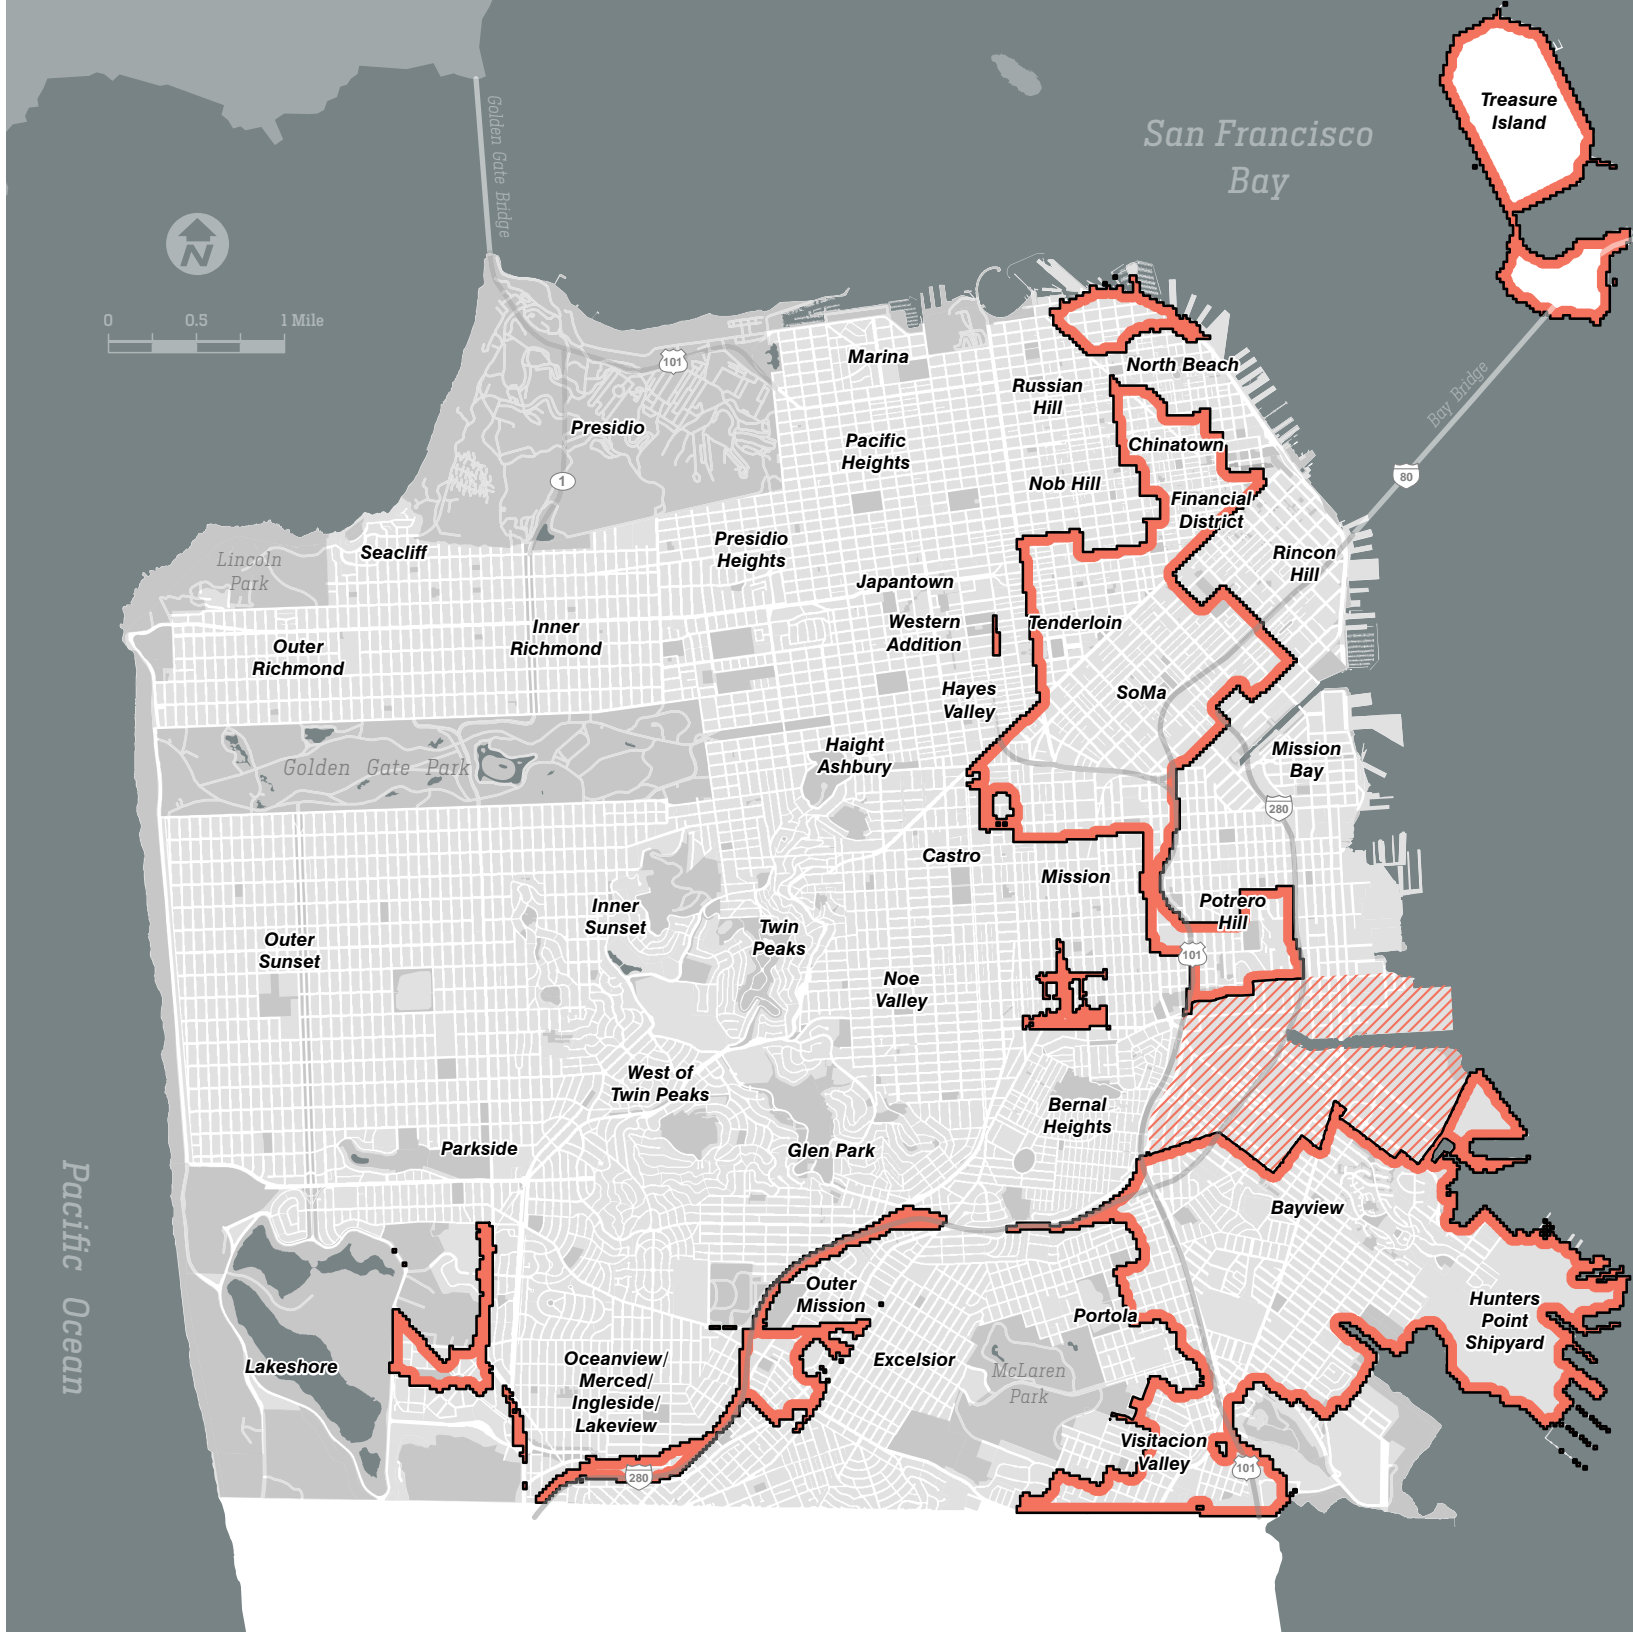 Treasure
Island
San Francisco
Bay
Golden Gate Bridge
N
0 0.5 1 Mile
101
Marina
North Beach
Russian
Hill
Bay Bridge
Presidio
Pacific
Heights
Chinatown
1
Nob Hill
80
Financial
District
Seacliff
Presidio
Heights
Rincon
Hill
Lincoln
Park
Japantown
Western
Addition
Tenderloin
Outer
Richmond
Inner
Richmond
Hayes
Valley
SoMa
Golden Gate Park
Haight
Ashbury
Mission
Bay
280
Castro
Mission
Inner
Sunset
Twin
Peaks
Potrero
Hill
Outer
Sunset
101
Noe
Valley
West of
Twin Peaks
Bernal
Heights
Parkside
Glen Park
Pacific Ocean
Bayview
Outer
Mission
Portola
Hunters
Point
Shipyard
Lakeshore
Oceanview/
Merced/
Ingleside/
Lakeview
Excelsior
McLaren
Park
Visitacion
Valley
280
101